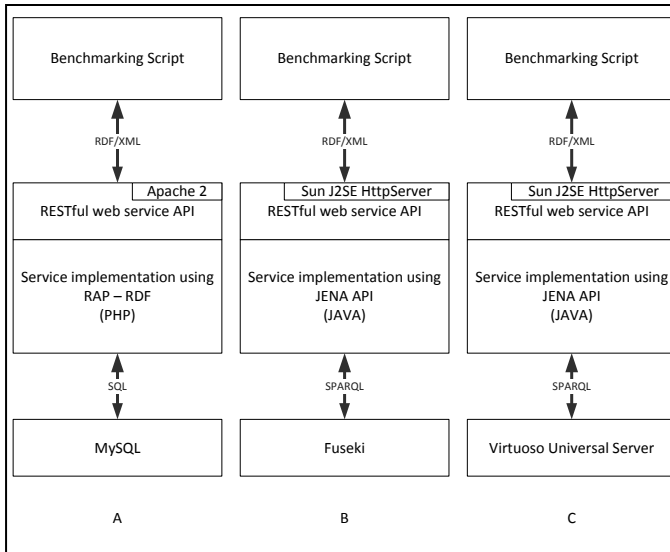 Benchmarking Script
Benchmarking Script
Benchmarking Script
RDF/XML
RDF/XML
RDF/XML
Apache 2
Sun J2SE HttpServer
Sun J2SE HttpServer
RESTful web service API
RESTful web service API
RESTful web service API
Service implementation using
RAP – RDF
(PHP)
Service implementation using
JENA API
(JAVA)
Service implementation using
JENA API
(JAVA)
SQL
SPARQL
SPARQL
MySQL
Fuseki
Virtuoso Universal Server
A
B
C